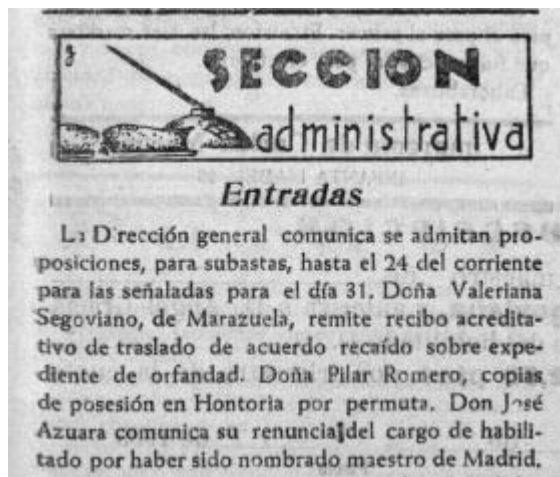 SECCION
administrativa
Entradas
La Dirección general comunica se admitan pro-
posiciones, para subastas, hasta el 24 del corriente
para las señaladas para el día 31. Doña Valeriana
Segoviano, de Marazuela, remite recibo acredita-
tivo de traslado de acuerdo recaído sobre expe-
diente de orfandad. Doña Pilar Romero, copias
de posesión en Hontoria por permuta. Don José
Azuara comunica su renuncia del cargo de habili-
tado por haber sido nombrado maestro de Madrid.